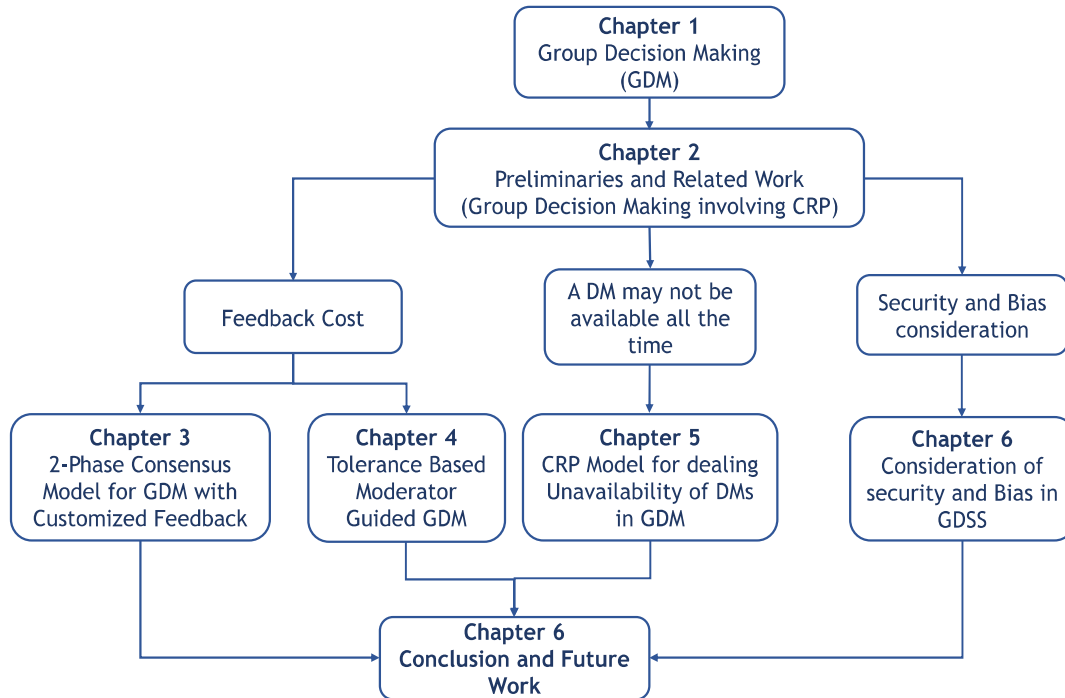 Chapter 1
Group Decision Making
(GDM)
Chapter 2
Preliminaries and Related Work
(Group Decision Making involving CRP)
Feedback Cost
A DM may not be
available all the
time
Security and Bias
consideration
Chapter 3
2-Phase Consensus
Model for GDM with
Customized Feedback
Chapter 4
Tolerance Based
Moderator
Guided GDM
Chapter 5
CRP Model for dealing
Unavailability of DMs
in GDM
Chapter 6
Consideration of
security and Bias in
GDSS
Chapter 6
Conclusion and Future
Work